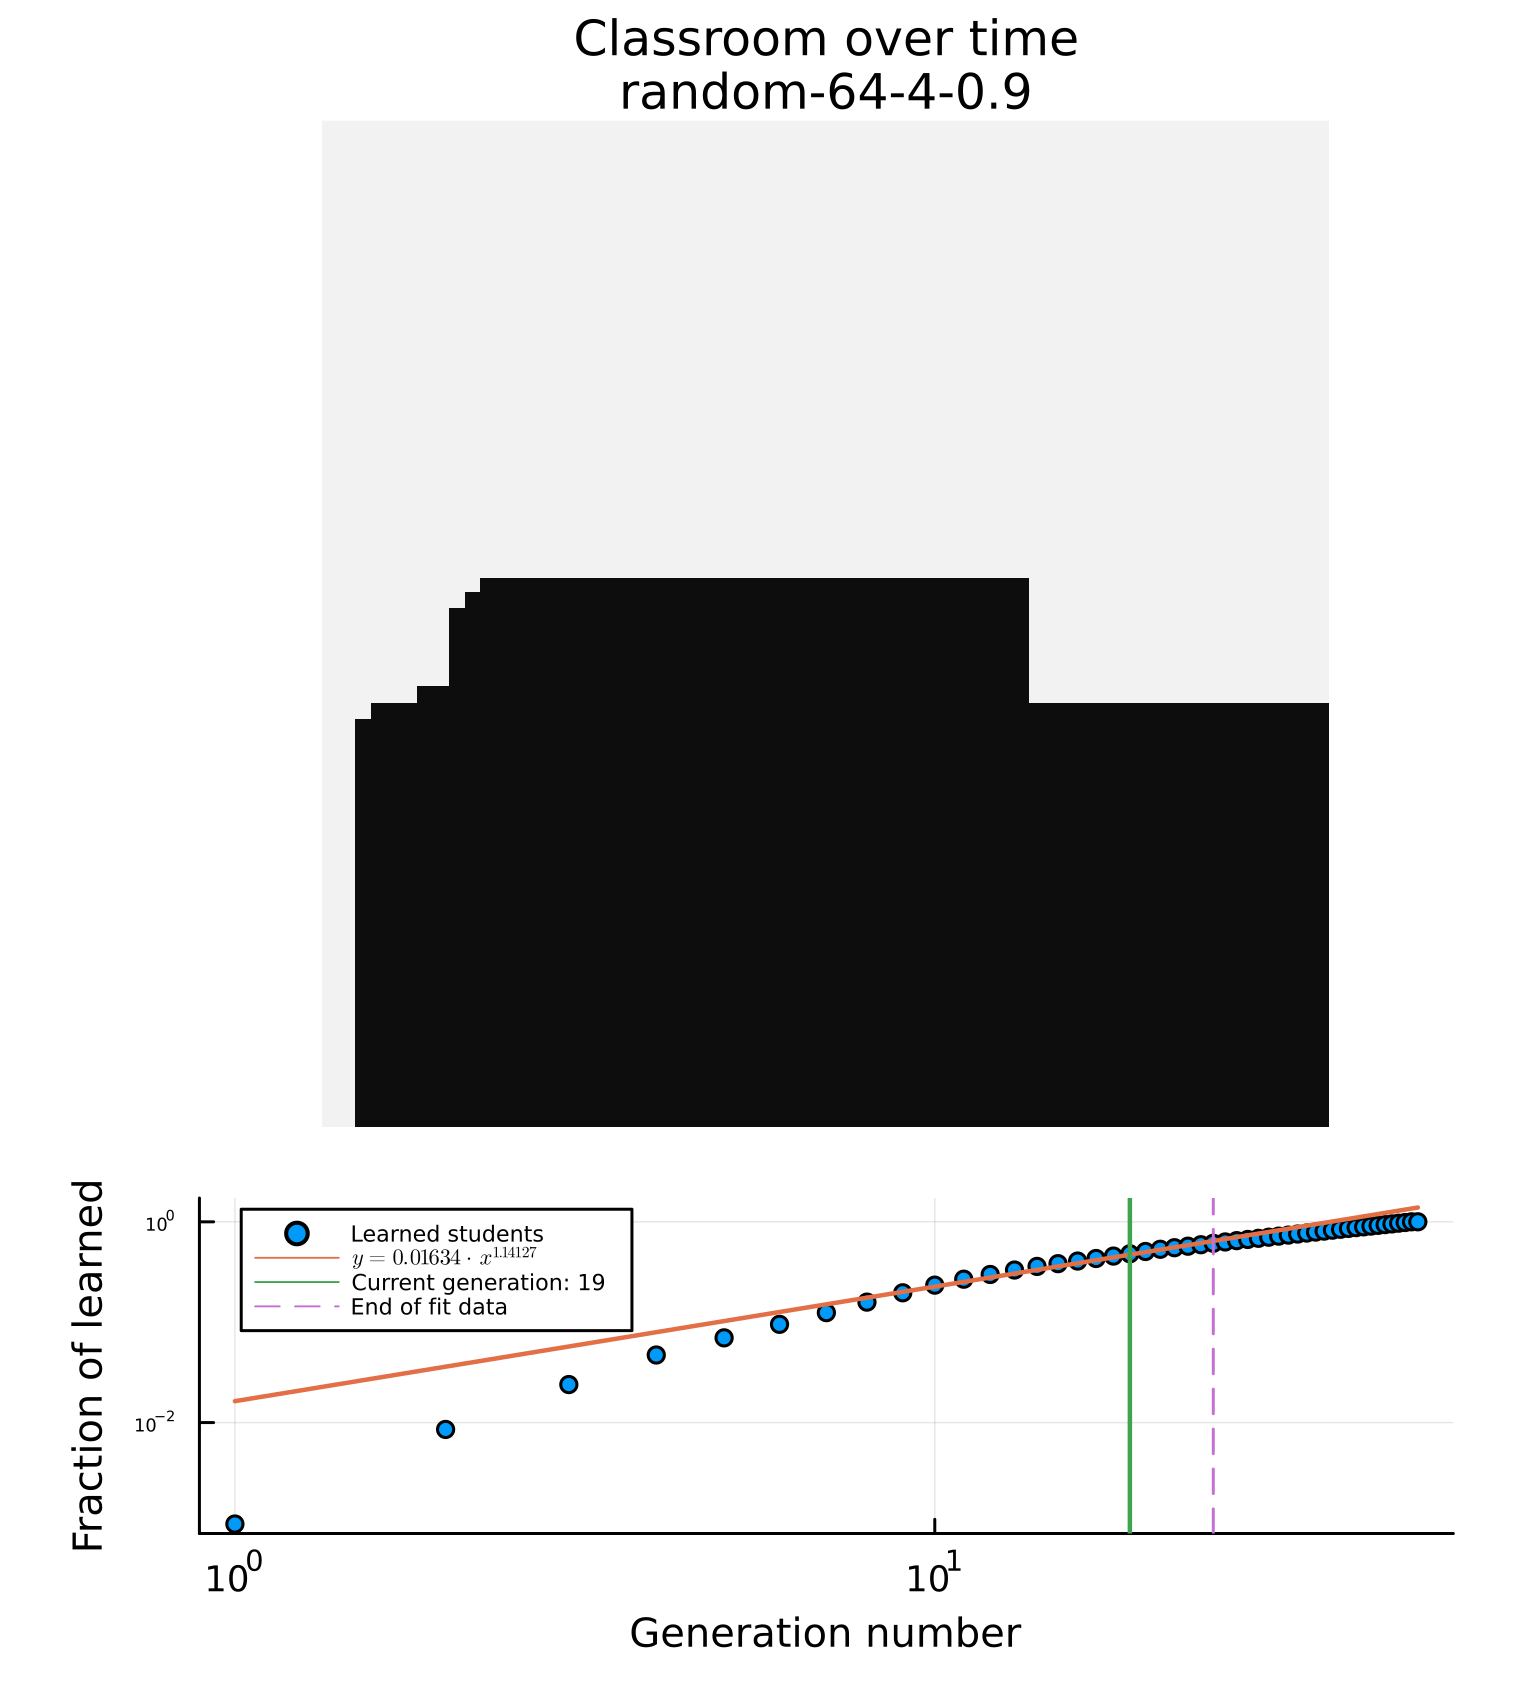 Classroom over time
random-64-4-0.9
Fraction of learned
10^0
10^-2
Learned students
y = 0.01634 · x^1.14127
Current generation: 19
End of fit data
10^0
10^1
Generation number